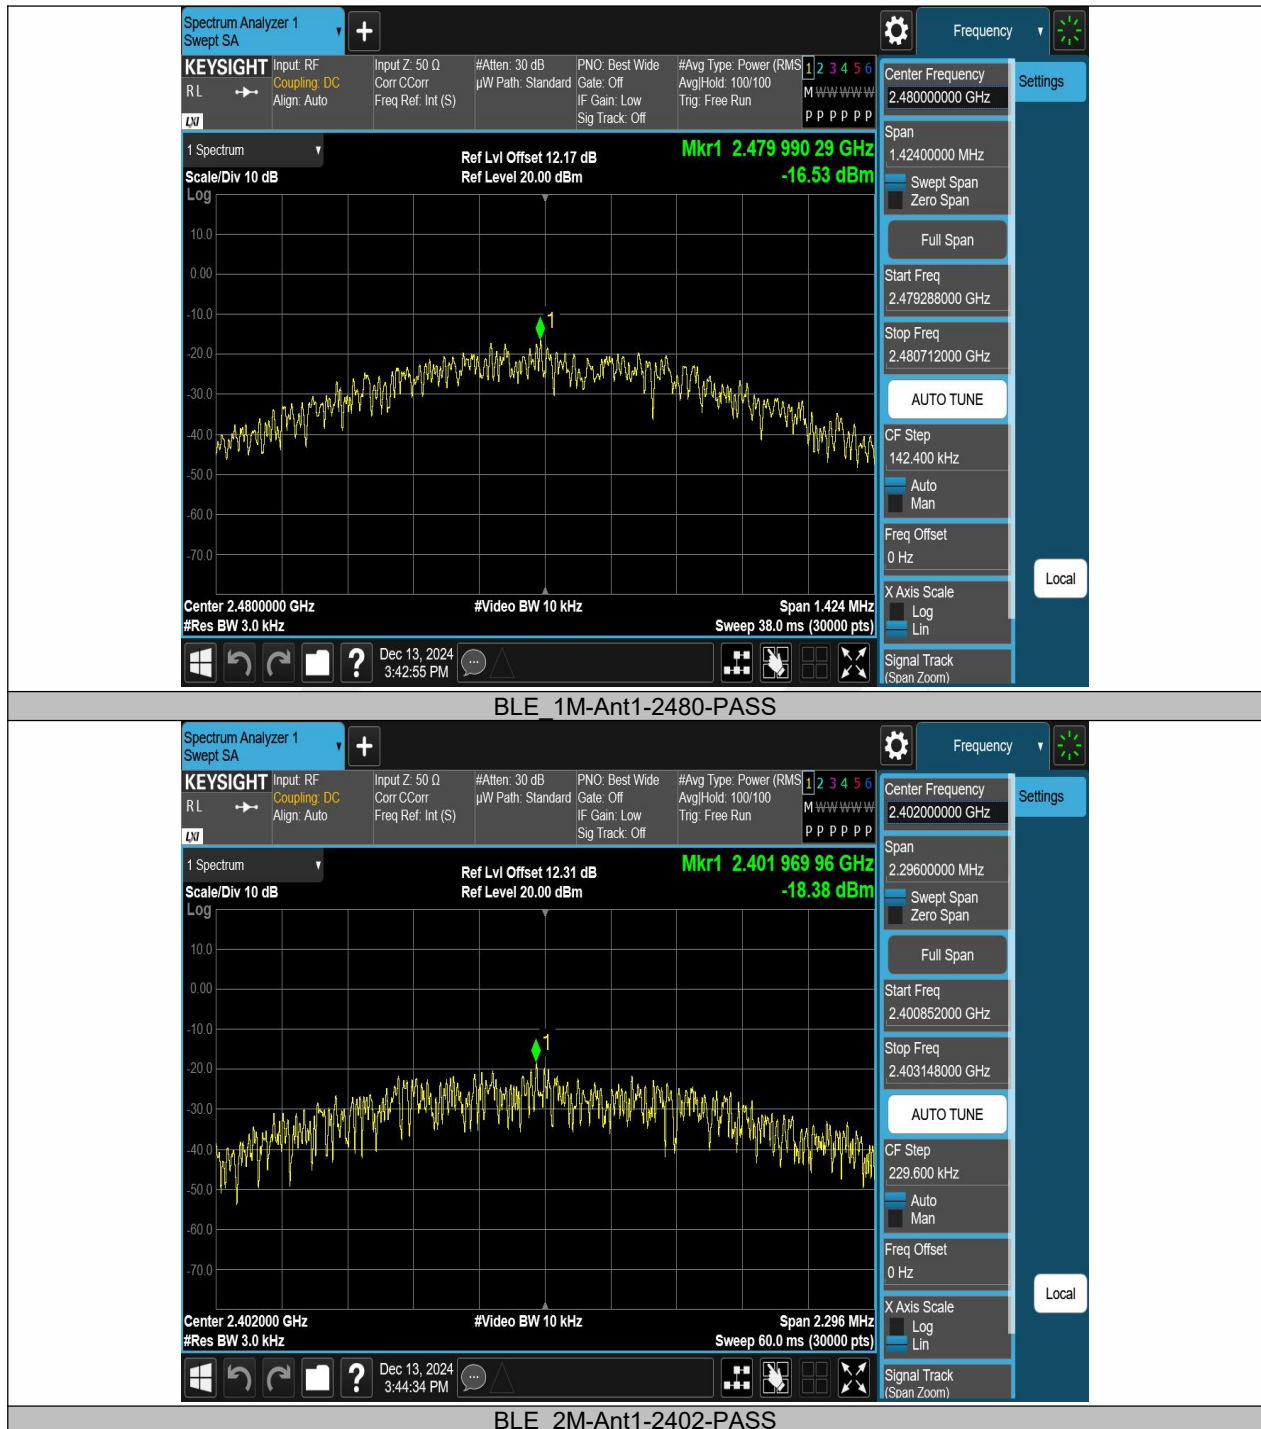 Spectrum Analyzer 1
Swept SA
Frequency
KEYSIGHT
RL
LXI
Input: RF
Coupling: DC
Align: Auto
Input Z: 50 Ω
Corr CCorr
Freq Ref: Int (S)
#Atten: 30 dB
µW Path: Standard
PNO: Best Wide
Gate: Off
IF Gain: Low
Sig Track: Off
#Avg Type: Power (RMS
Avg|Hold: 100/100
Trig: Free Run
1 2 3 4 5 6
M W W W W W
P P P P P P
1 Spectrum
Scale/Div 10 dB
Ref Lvl Offset 12.17 dB
Ref Level 20.00 dBm
Mkr1 2.479 990 29 GHz
-16.53 dBm
Log
10.0
0.00
-10.0
-20.0
-30.0
-40.0
-50.0
-60.0
-70.0
1
Center 2.4800000 GHz
#Res BW 3.0 kHz
#Video BW 10 kHz
Span 1.424 MHz
Sweep 38.0 ms (30000 pts)
Dec 13, 2024
3:42:55 PM
Center Frequency
2.480000000 GHz
Span
1.42400000 MHz
Swept Span
Zero Span
Full Span
Start Freq
2.479288000 GHz
Stop Freq
2.480712000 GHz
AUTO TUNE
CF Step
142.400 kHz
Auto
Man
Freq Offset
0 Hz
X Axis Scale
Log
Lin
Signal Track
(Span Zoom)
Settings
Local
BLE_1M-Ant1-2480-PASS
Spectrum Analyzer 1
Swept SA
Frequency
KEYSIGHT
RL
LXI
Input: RF
Coupling: DC
Align: Auto
Input Z: 50 Ω
Corr CCorr
Freq Ref: Int (S)
#Atten: 30 dB
µW Path: Standard
PNO: Best Wide
Gate: Off
IF Gain: Low
Sig Track: Off
#Avg Type: Power (RMS
Avg|Hold: 100/100
Trig: Free Run
1 2 3 4 5 6
M W W W W W
P P P P P P
1 Spectrum
Scale/Div 10 dB
Ref Lvl Offset 12.31 dB
Ref Level 20.00 dBm
Mkr1 2.401 969 96 GHz
-18.38 dBm
Log
10.0
0.00
-10.0
-20.0
-30.0
-40.0
-50.0
-60.0
-70.0
1
Center 2.402000 GHz
#Res BW 3.0 kHz
#Video BW 10 kHz
Span 2.296 MHz
Sweep 60.0 ms (30000 pts)
Dec 13, 2024
3:44:34 PM
Center Frequency
2.402000000 GHz
Span
2.29600000 MHz
Swept Span
Zero Span
Full Span
Start Freq
2.400852000 GHz
Stop Freq
2.403148000 GHz
AUTO TUNE
CF Step
229.600 kHz
Auto
Man
Freq Offset
0 Hz
X Axis Scale
Log
Lin
Signal Track
(Span Zoom)
Settings
Local
BLE_2M-Ant1-2402-PASS